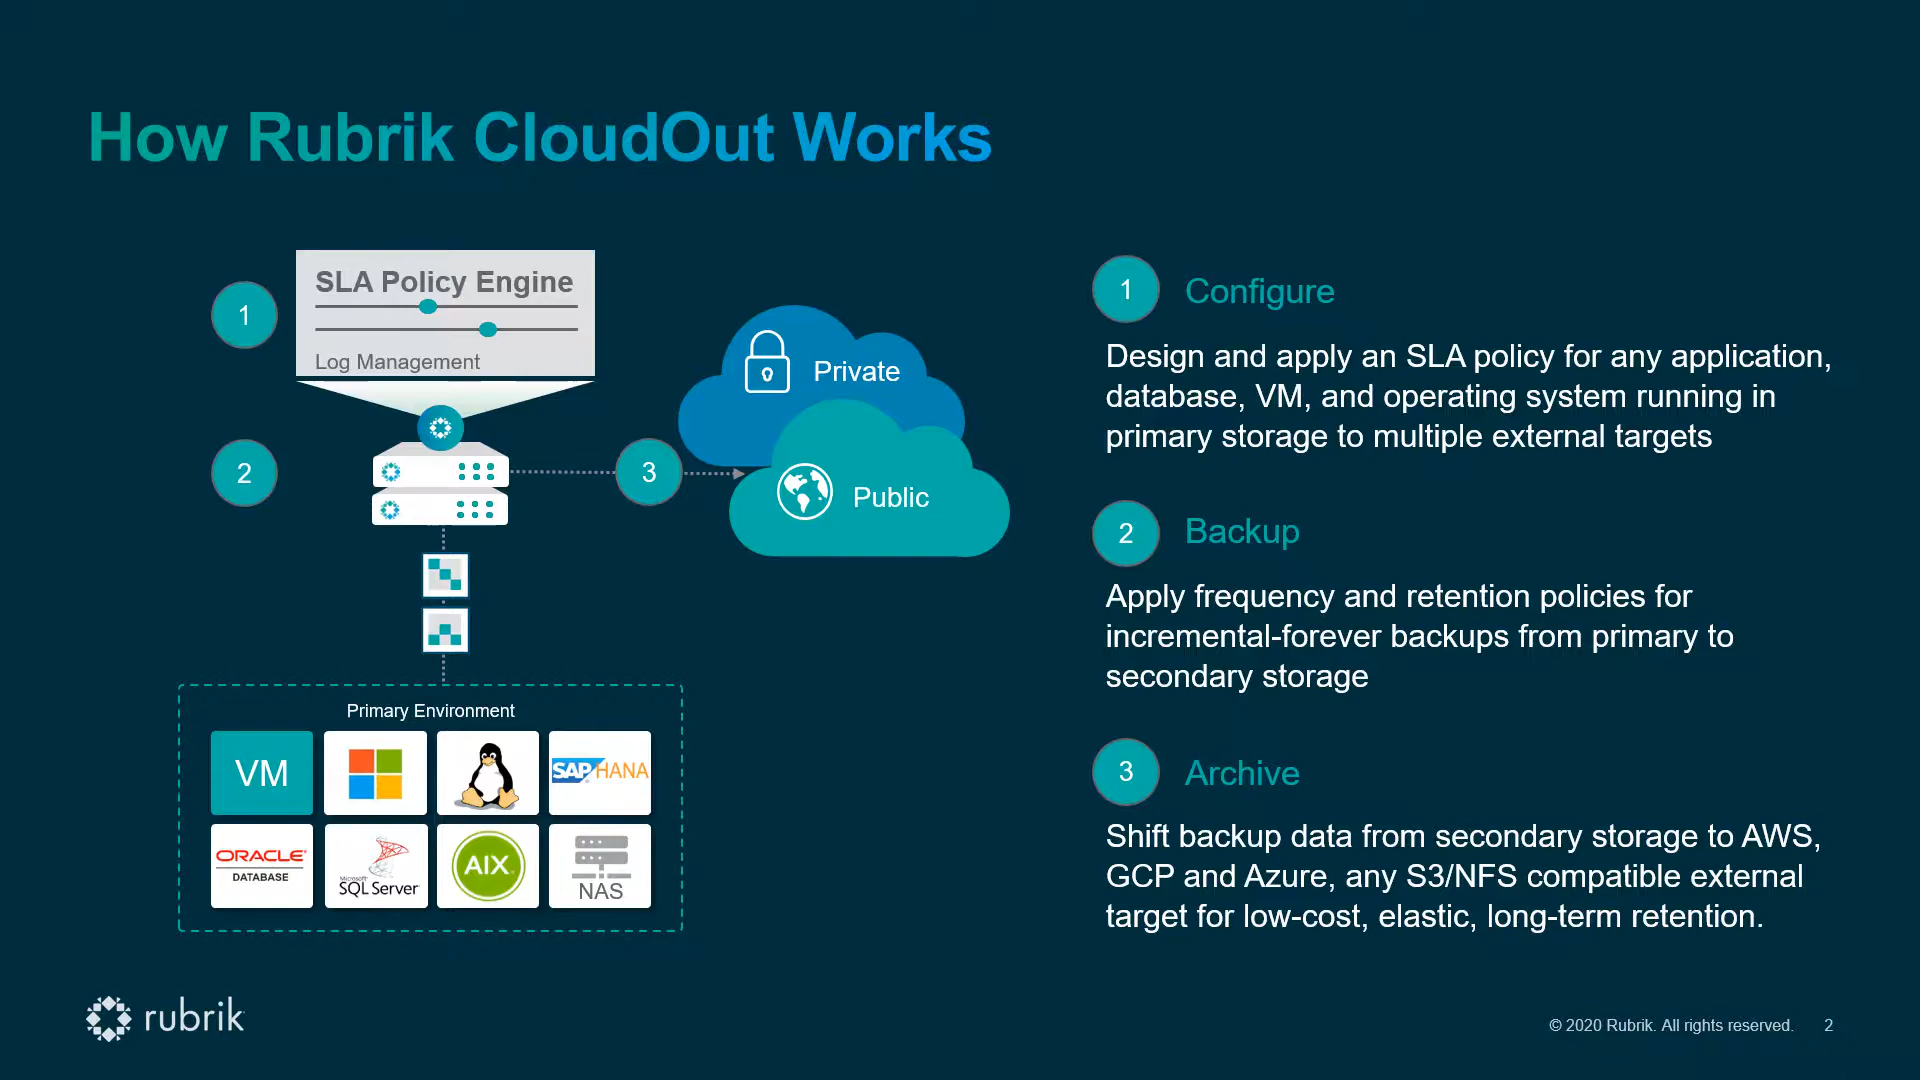 How Rubrik CloudOut Works
1
SLA Policy Engine
Log Management
2
3
Private
Public
Primary Environment
VM
SAP HANA
ORACLE
DATABASE
Microsoft
SQL Server
AIX
NAS
1 Configure
Design and apply an SLA policy for any application,
database, VM, and operating system running in
primary storage to multiple external targets
2 Backup
Apply frequency and retention policies for
incremental-forever backups from primary to
secondary storage
3 Archive
Shift backup data from secondary storage to AWS,
GCP and Azure, any S3/NFS compatible external
target for low-cost, elastic, long-term retention.
rubrik
© 2020 Rubrik. All rights reserved. 2